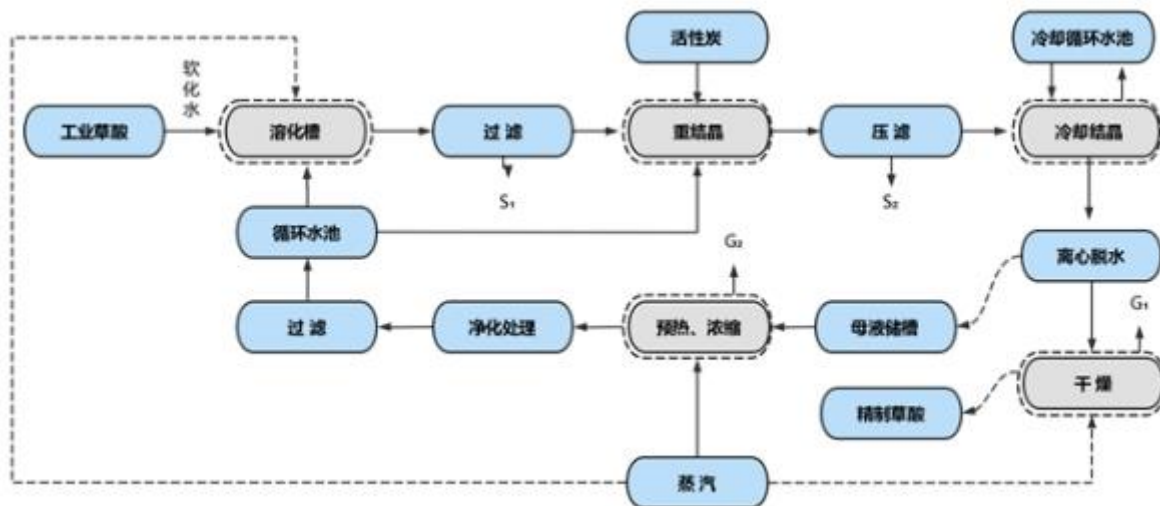 活性炭
冷却循环水池
软化水
工业草酸
溶化槽
过 滤
重结晶
压 滤
冷却结晶
S₁
S₂
循环水池
G₂
离心脱水
G₁
过 滤
净化处理
预热、浓缩
母液储槽
干 燥
精制草酸
蒸 汽